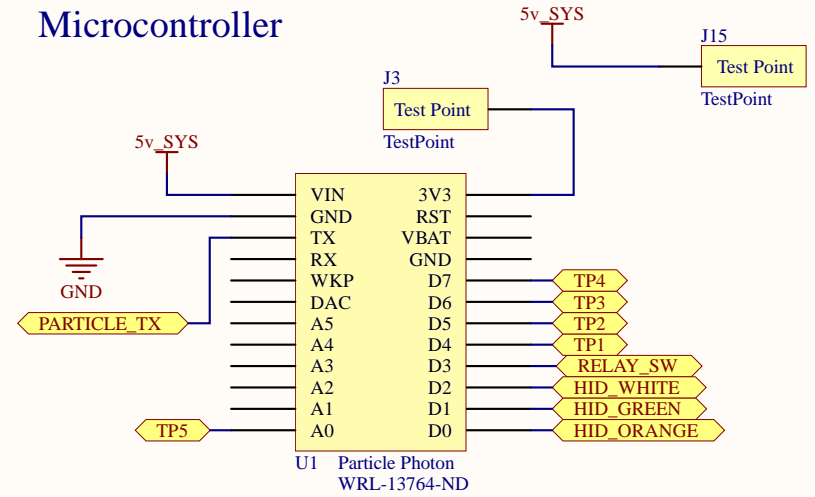 Microcontroller
5v_SYS
J15
Test Point
TestPoint
J3
Test Point
TestPoint
5v_SYS
VIN 3V3
GND RST
TX VBAT
RX GND
WKP D7 TP4
GND
DAC D6 TP3
PARTICLE_TX A5 D5 TP2
A4 D4 TP1
A3 D3 RELAY_SW
A2 D2 HID_WHITE
A1 D1 HID_GREEN
TP5 A0 D0 HID_ORANGE
U1 Particle Photon
WRL-13764-ND